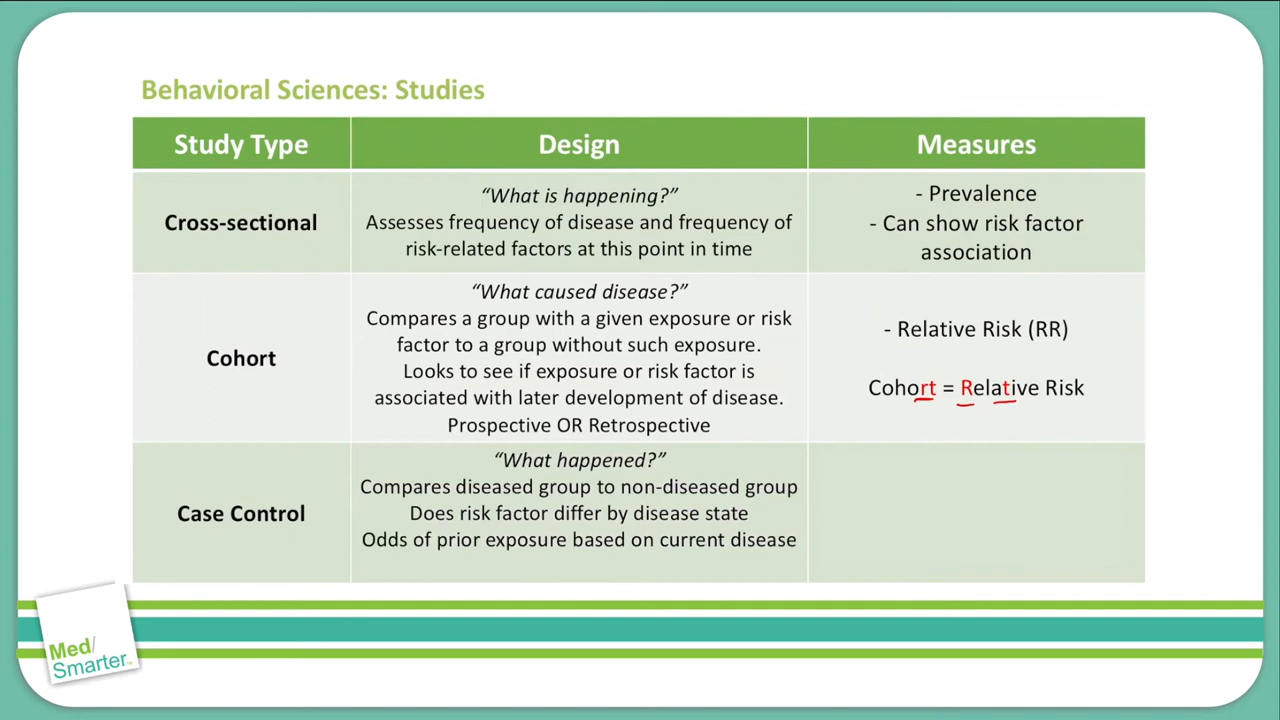 Behavioral Sciences: Studies
Study Type
Design
Measures
Cross-sectional
“What is happening?”
Assesses frequency of disease and frequency of
risk-related factors at this point in time
- Prevalence
- Can show risk factor
association
Cohort
“What caused disease?”
Compares a group with a given exposure or risk
factor to a group without such exposure.
Looks to see if exposure or risk factor is
associated with later development of disease.
Prospective OR Retrospective
- Relative Risk (RR)
Cohort = Relative Risk
Case Control
“What happened?”
Compares diseased group to non-diseased group
Does risk factor differ by disease state
Odds of prior exposure based on current disease
Med/
Smarter™